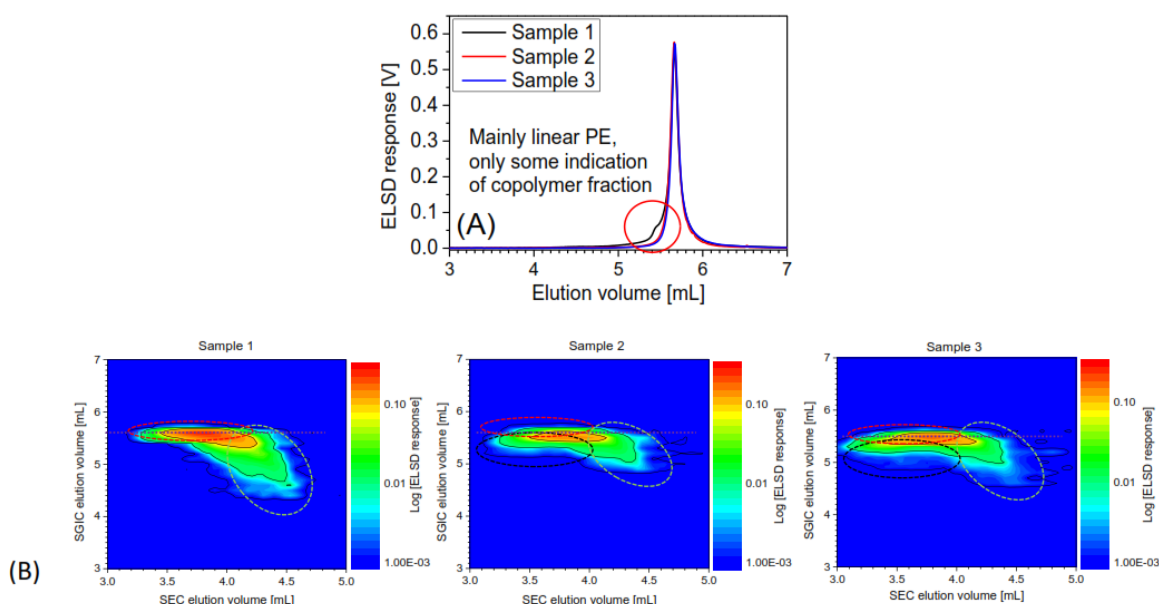 0.6
0.5
0.4
0.3
0.2
0.1
0.0
ELSD response [V]
Sample 1
Sample 2
Sample 3
Mainly linear PE,
only some indication
of copolymer fraction
(A)
3 4 5 6 7
Elution volume [mL]
(B)
Sample 1
7
6
5
4
3
SGIC elution volume [mL]
3.0 3.5 4.0 4.5 5.0
SEC elution volume [mL]
0.10
0.01
1.00E-03
Log [ELSD response]
Sample 2
7
6
5
4
3
SGIC elution volume [mL]
3.0 3.5 4.0 4.5 5.0
SEC elution volume [mL]
0.10
0.01
1.00E-03
Log [ELSD response]
Sample 3
7
6
5
4
3
SGIC elution volume [mL]
3.0 3.5 4.0 4.5 5.0
SEC elution volume [mL]
0.10
0.01
1.00E-03
Log [ELSD response]